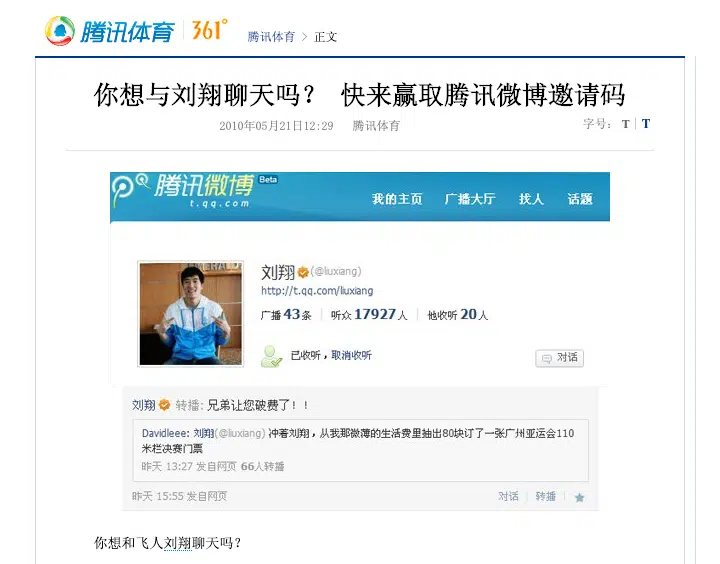 腾讯体育 361°
腾讯体育 > 正文
你想与刘翔聊天吗? 快来赢取腾讯微博邀请码
2010年05月21日12:29 腾讯体育
字号: T | T
腾讯微博 Beta
t.qq.com
我的主页 广播大厅 找人 话题
刘翔 (@liuxiang)
http://t.qq.com/liuxiang
广播43条 | 听众17927人 | 他收听20人
已收听,取消收听
对话
刘翔 转播: 兄弟让您破费了!!
Davidleee: 刘翔(@liuxiang) 冲着刘翔,从我那微薄的生活费里抽出80块订了一张广州亚运会110
米栏决赛门票
昨天 13:27 发自网页 66人转播
昨天 15:55 发自网页
对话 | 转播 |
你想和飞人刘翔聊天吗?